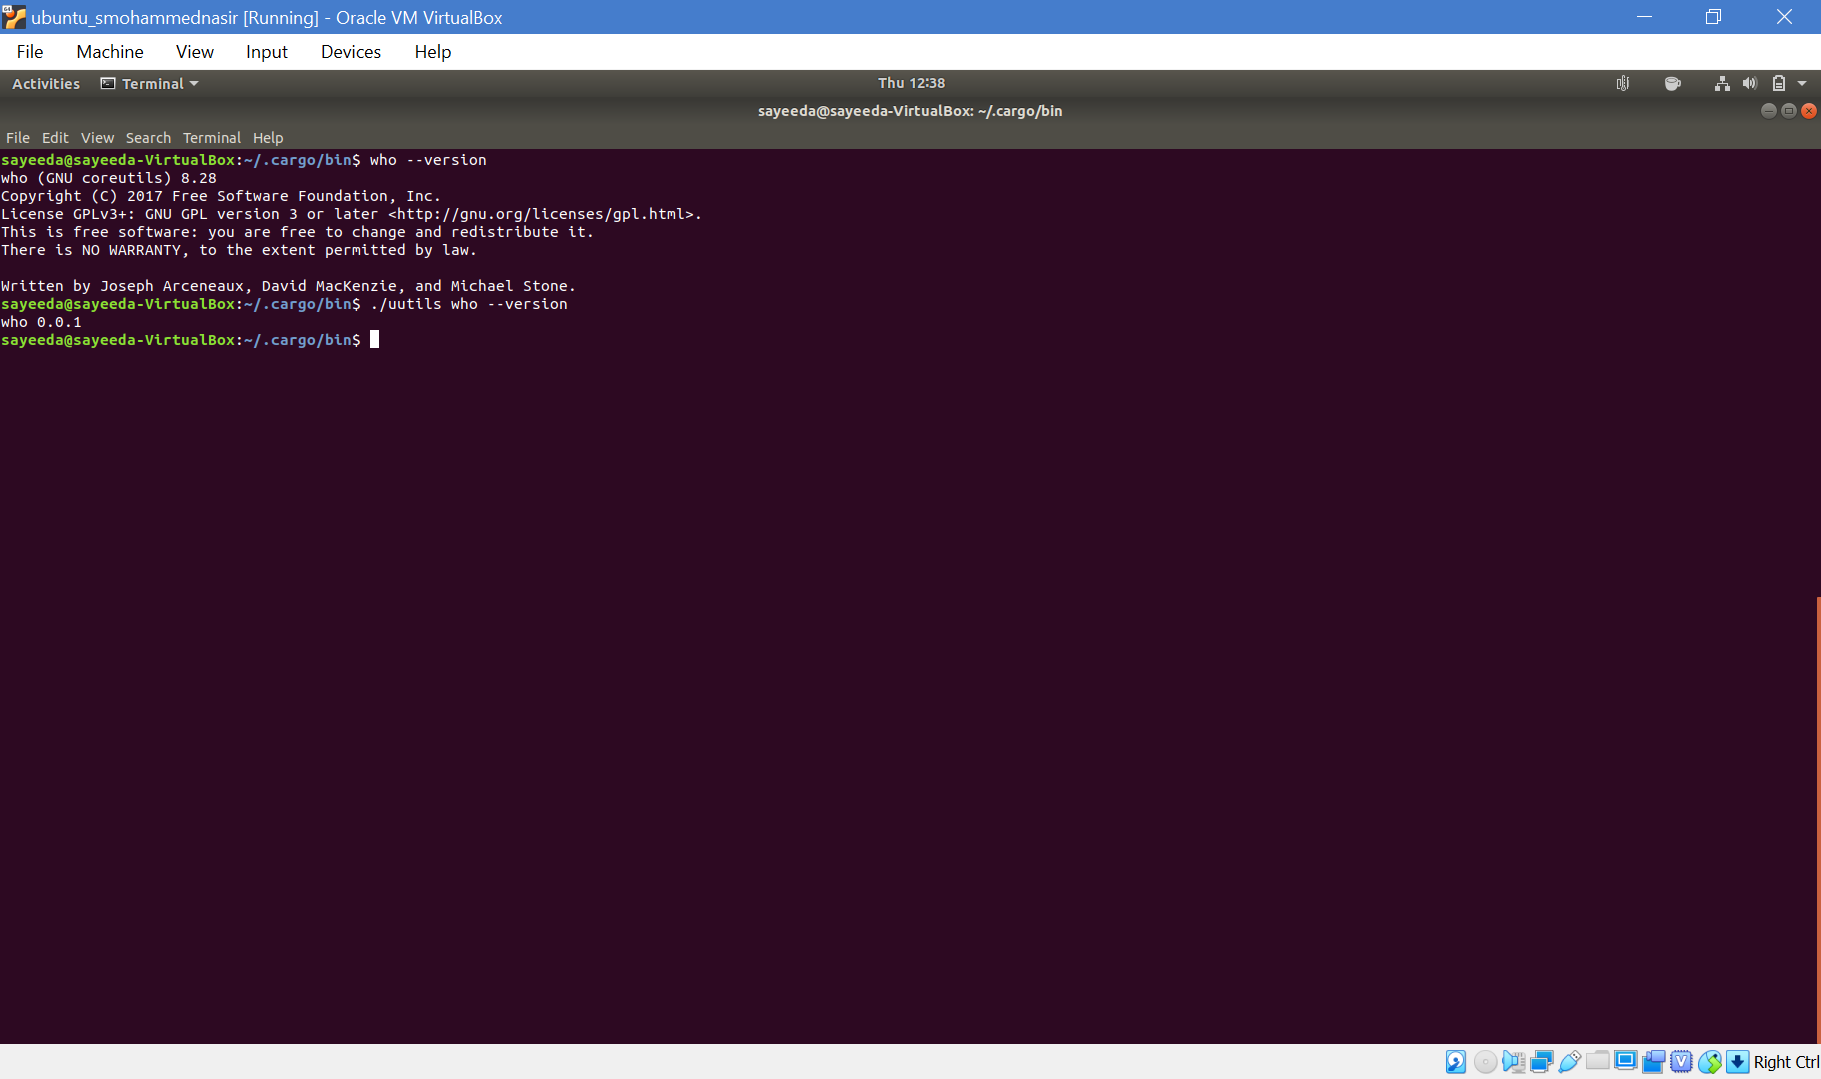 ubuntu_smohammednasir [Running] - Oracle VM VirtualBox
File Machine View Input Devices Help
Activities Terminal Thu 12:38
sayeeda@sayeeda-VirtualBox: ~/.cargo/bin
File Edit View Search Terminal Help
sayeeda@sayeeda-VirtualBox:~/.cargo/bin$ who --version
who (GNU coreutils) 8.28
Copyright (C) 2017 Free Software Foundation, Inc.
License GPLv3+: GNU GPL version 3 or later <http://gnu.org/licenses/gpl.html>.
This is free software: you are free to change and redistribute it.
There is NO WARRANTY, to the extent permitted by law.
Written by Joseph Arceneaux, David MacKenzie, and Michael Stone.
sayeeda@sayeeda-VirtualBox:~/.cargo/bin$ ./uutils who --version
who 0.0.1
sayeeda@sayeeda-VirtualBox:~/.cargo/bin$
Right Ctrl